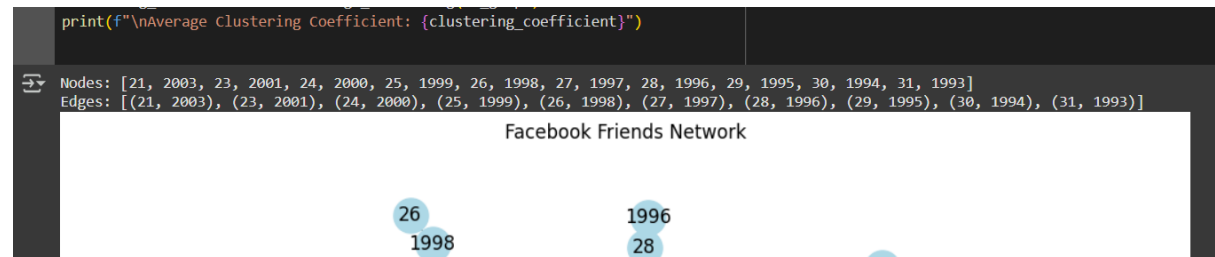 print(f"\nAverage Clustering Coefficient: {clustering_coefficient}")
Nodes: [21, 2003, 23, 2001, 24, 2000, 25, 1999, 26, 1998, 27, 1997, 28, 1996, 29, 1995, 30, 1994, 31, 1993]
Edges: [(21, 2003), (23, 2001), (24, 2000), (25, 1999), (26, 1998), (27, 1997), (28, 1996), (29, 1995), (30, 1994), (31, 1993)]
Facebook Friends Network
26
1996
1998
28